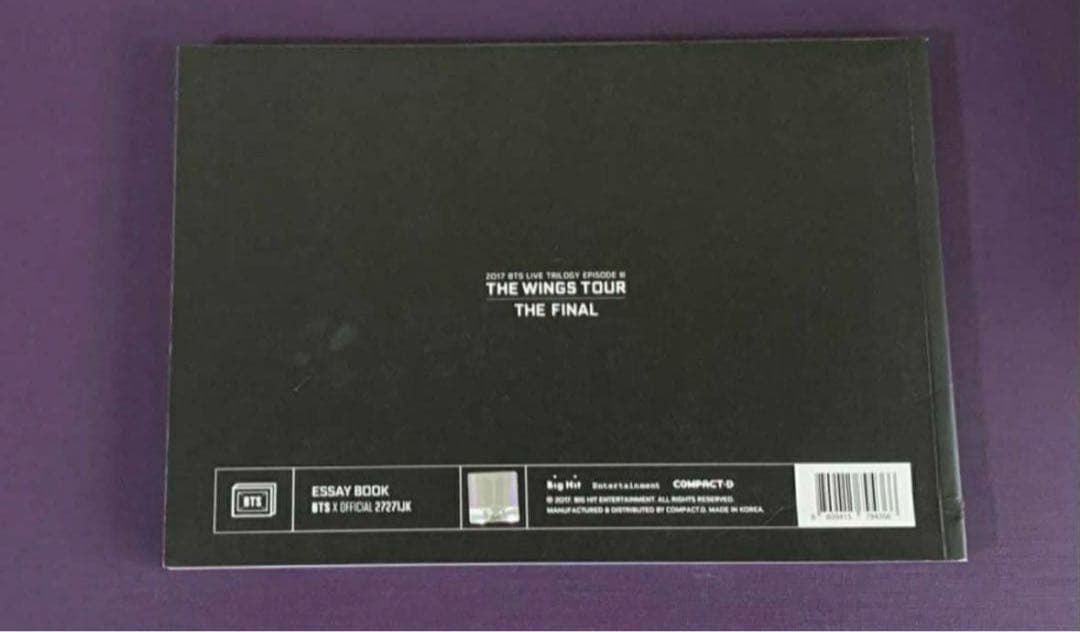 2017 BTS LIVE TRILOGY EPISODE III
THE WINGS TOUR
THE FINAL
BTS
ESSAY BOOK
BTS X OFFICIAL
Big Hit Entertainment COMPACT·D
© 2017. BIG HIT ENTERTAINMENT. ALL RIGHTS RESERVED.
MANUFACTURED & DISTRIBUTED BY COMPACT.D. MADE IN KOREA.